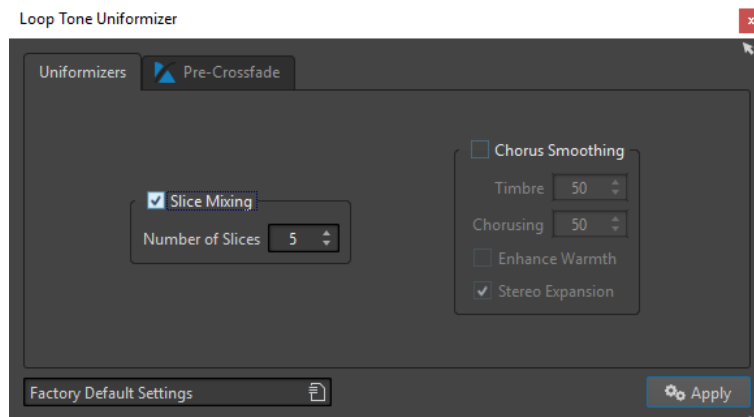 Loop Tone Uniformizer
Uniformizers
Pre-Crossfade
Slice Mixing
Number of Slices 5
Chorus Smoothing
Timbre 50
Chorusing 50
Enhance Warmth
Stereo Expansion
Factory Default Settings
Apply